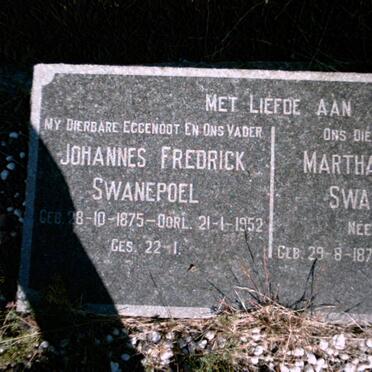 MET LIEFDE AAN
MY DIERBARE EGGENOOT EN ONS VADER
JOHANNES FREDRICK
SWANEPOEL
GEB. 28-10-1875 — OORL. 21-1-1952
GES. 22-1.
ONS DIE
MARTHA
SWA
NEE
GEB. 29-8-187